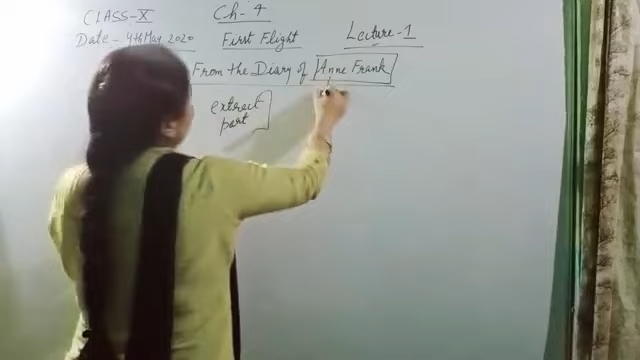 CLASS-X Ch-4
Date - 4th May 2020 First Flight Lecture-1
From the Diary of Anne Frank
extract
part